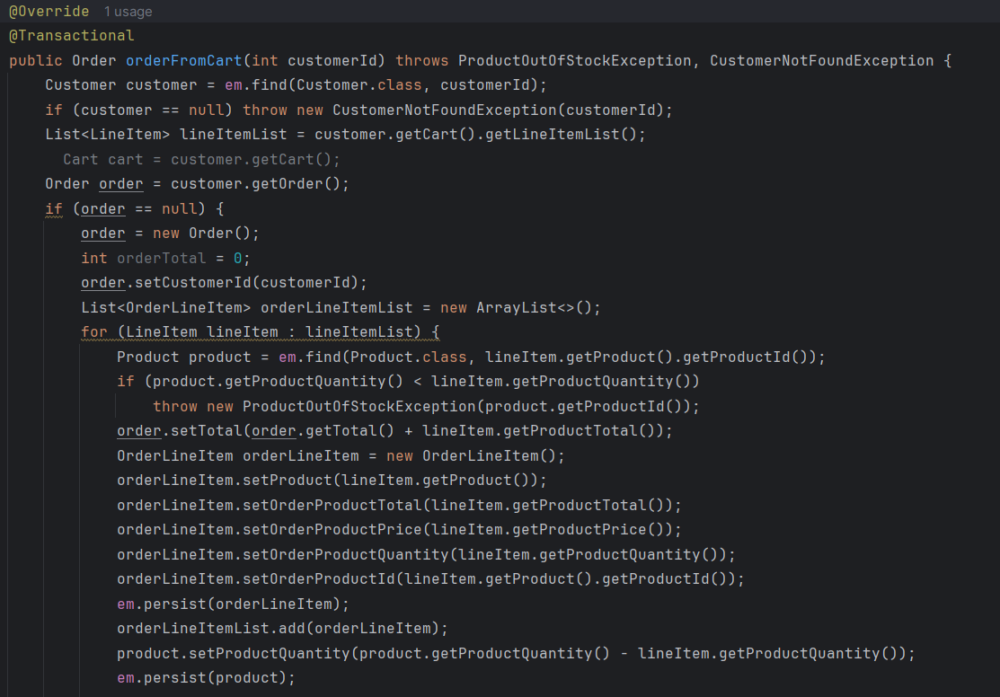 @Override 1 usage
@Transactional
public Order orderFromCart(int customerId) throws ProductOutOfStockException, CustomerNotFoundException {
Customer customer = em.find(Customer.class, customerId);
if (customer == null) throw new CustomerNotFoundException(customerId);
List<LineItem> lineItemList = customer.getCart().getLineItemList();
Cart cart = customer.getCart();
Order order = customer.getOrder();
if (order == null) {
order = new Order();
int orderTotal = 0;
order.setCustomerId(customerId);
List<OrderLineItem> orderLineItemList = new ArrayList<>();
for (LineItem lineItem : lineItemList) {
Product product = em.find(Product.class, lineItem.getProduct().getProductId());
if (product.getProductQuantity() < lineItem.getProductQuantity())
throw new ProductOutOfStockException(product.getProductId());
order.setTotal(order.getTotal() + lineItem.getProductTotal());
OrderLineItem orderLineItem = new OrderLineItem();
orderLineItem.setProduct(lineItem.getProduct());
orderLineItem.setOrderProductTotal(lineItem.getProductTotal());
orderLineItem.setOrderProductPrice(lineItem.getProductPrice());
orderLineItem.setOrderProductQuantity(lineItem.getProductQuantity());
orderLineItem.setOrderProductId(lineItem.getProduct().getProductId());
em.persist(orderLineItem);
orderLineItemList.add(orderLineItem);
product.setProductQuantity(product.getProductQuantity() - lineItem.getProductQuantity());
em.persist(product);